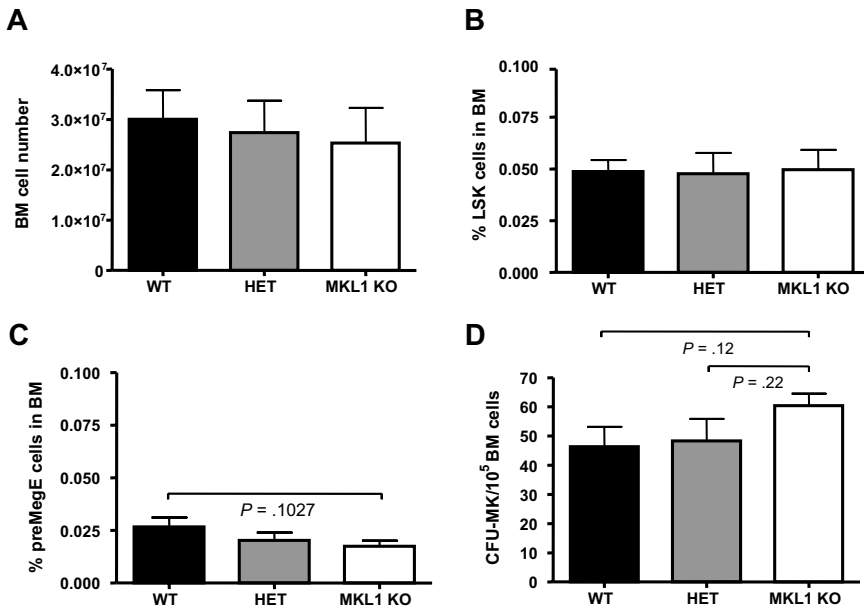 A
BM cell number
4.0×10⁷
3.0×10⁷
2.0×10⁷
1.0×10⁷
0
WT HET MKL1 KO
B
% LSK cells in BM
0.100
0.075
0.050
0.025
0.000
WT HET MKL1 KO
C
% preMegE cells in BM
0.100
0.075
0.050
0.025
0.000
P = .1027
WT HET MKL1 KO
D
CFU-MK/10⁵ BM cells
P = .12
P = .22
70
60
50
40
30
20
10
0
WT HET MKL1 KO